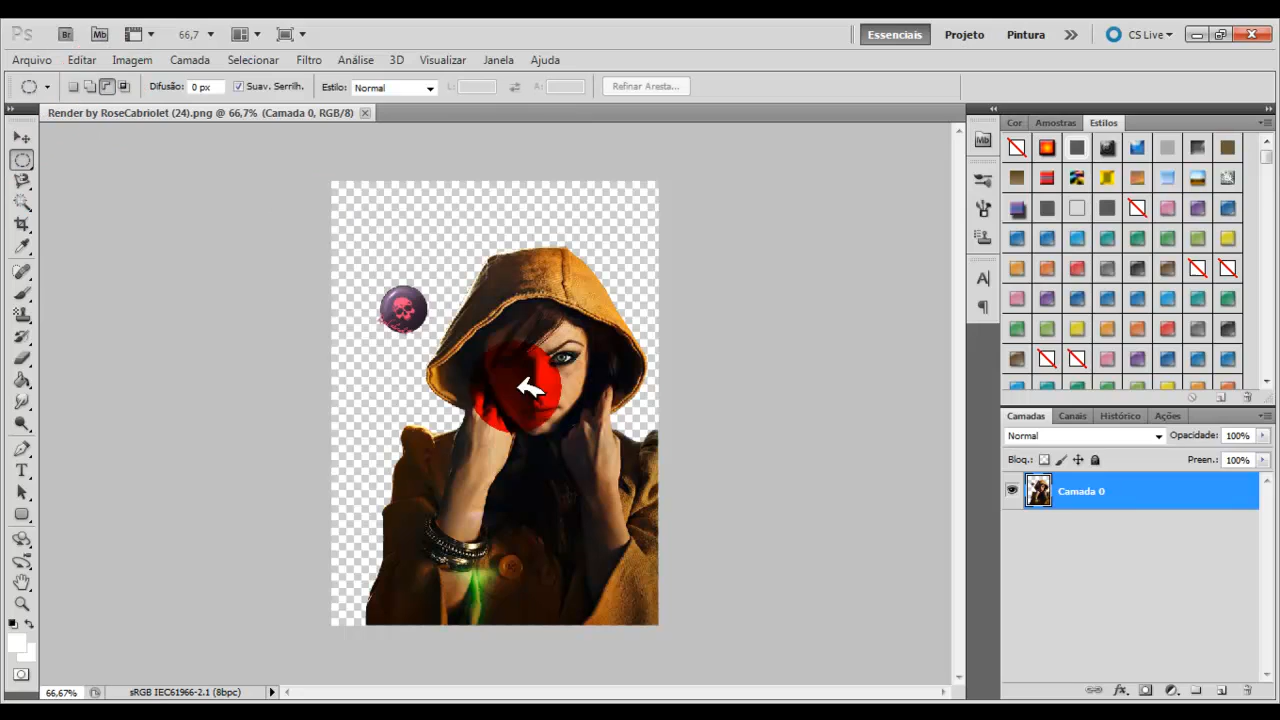 Ps Br Mb 66,7 Essenciais Projeto Pintura CS Live
Arquivo Editar Imagem Camada Selecionar Filtro Análise 3D Visualizar Janela Ajuda
Difusão: 0 px Suav. Serrilh. Estilo: Normal L: A: Refinar Aresta...
Render by RoseCabriolet (24).png @ 66,7% (Camada 0, RGB/8)
Cor Amostras Estilos
Mb
Camadas Canais Histórico Ações
Normal Opacidade: 100%
Bloq.: Preen.: 100%
Camada 0
66,67% sRGB IEC61966-2.1 (8bpc)